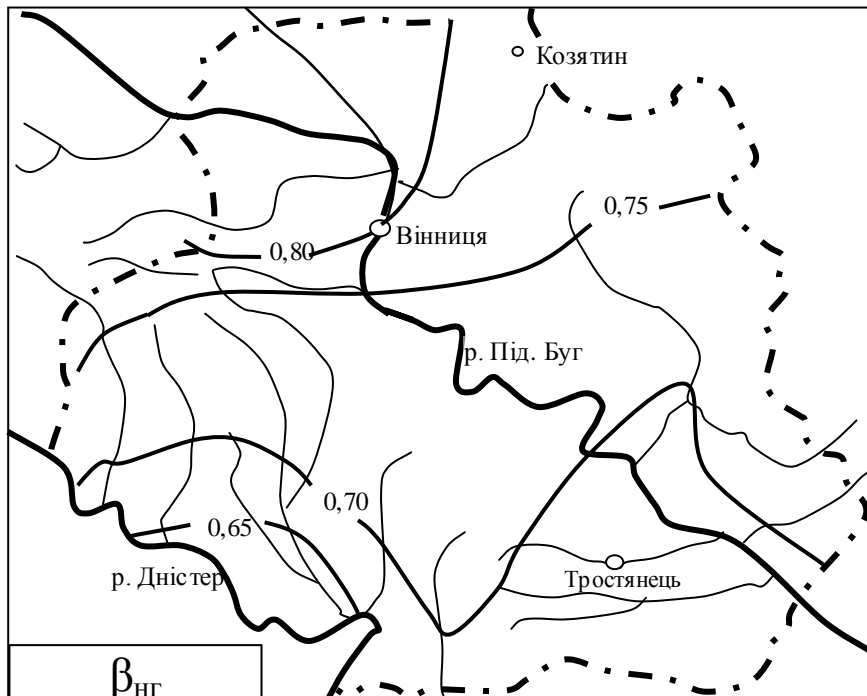 Козятин
0,75
Вінниця
0,80
р. Під. Буг
0,70
0,65
р. Дністер
Тростянець
βнг